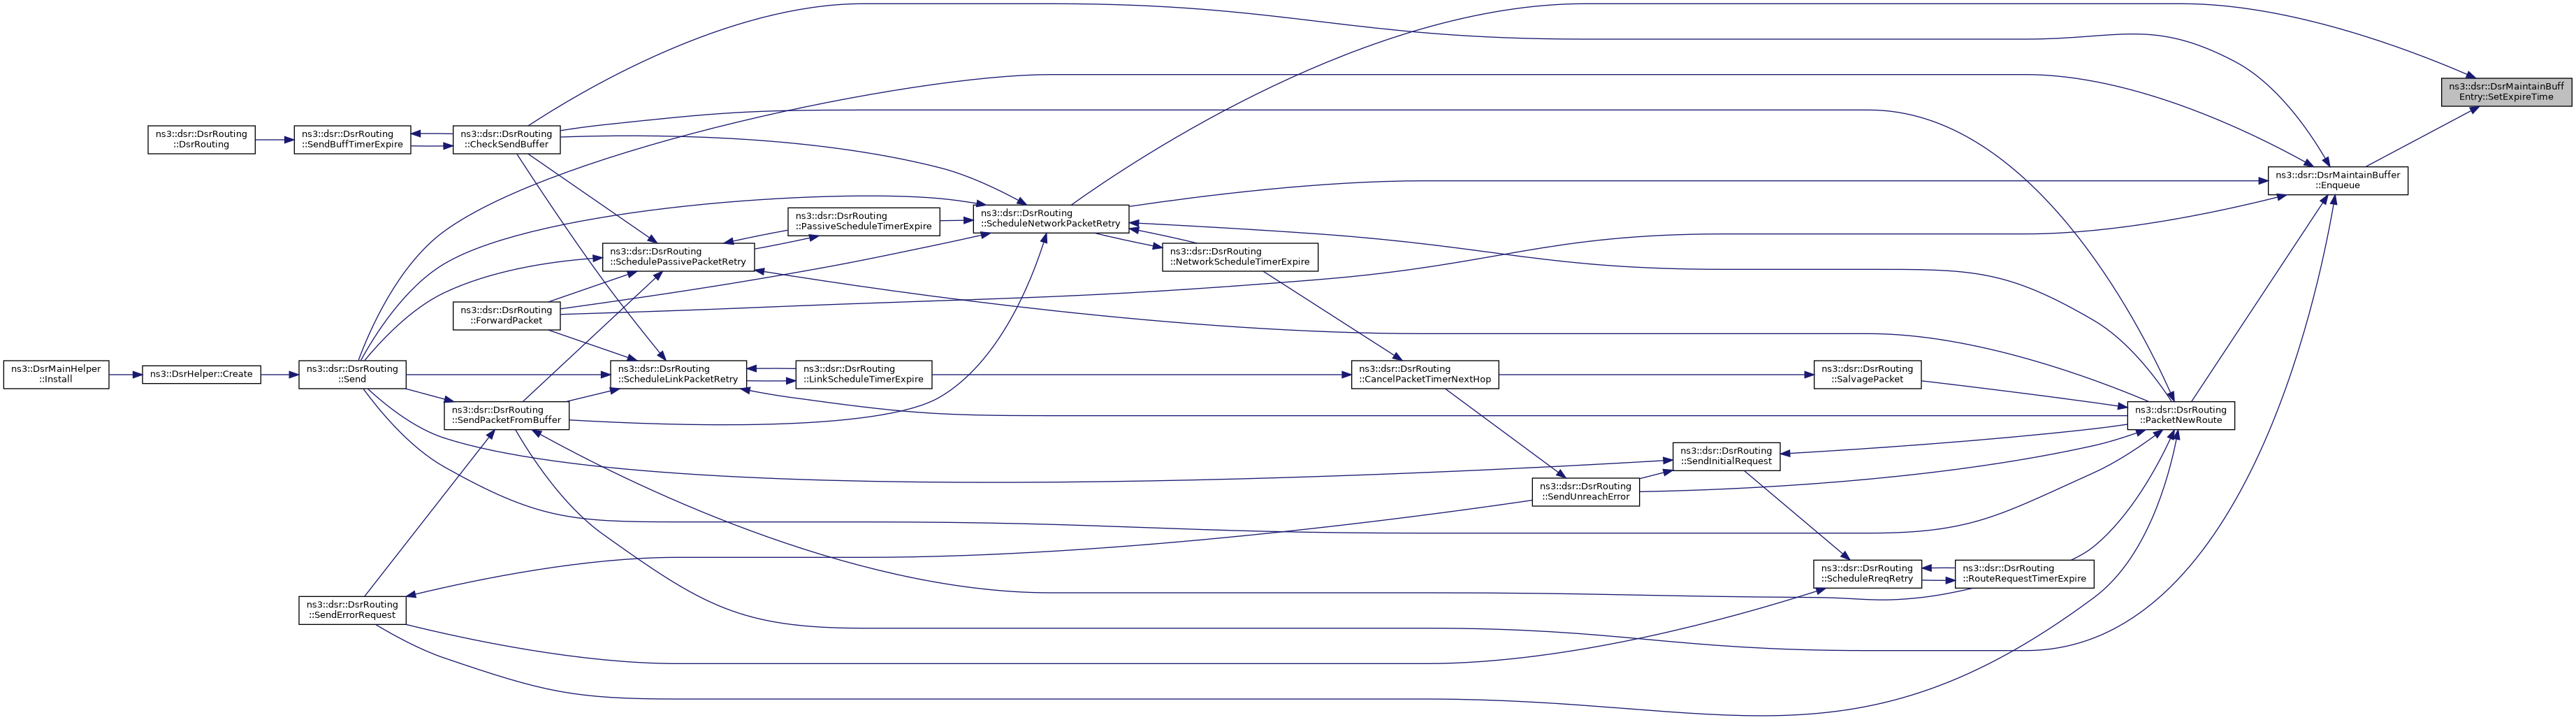 ns3::dsr::DsrMaintainBuff
Entry::SetExpireTime
ns3::dsr::DsrRouting
::DsrRouting
ns3::dsr::DsrRouting
::SendBuffTimerExpire
ns3::dsr::DsrRouting
::CheckSendBuffer
ns3::dsr::DsrMaintainBuffer
::Enqueue
ns3::dsr::DsrRouting
::PassiveScheduleTimerExpire
ns3::dsr::DsrRouting
::ScheduleNetworkPacketRetry
ns3::dsr::DsrRouting
::SchedulePassivePacketRetry
ns3::dsr::DsrRouting
::NetworkScheduleTimerExpire
ns3::dsr::DsrRouting
::ForwardPacket
ns3::DsrMainHelper
::Install
ns3::DsrHelper::Create
ns3::dsr::DsrRouting
::Send
ns3::dsr::DsrRouting
::ScheduleLinkPacketRetry
ns3::dsr::DsrRouting
::LinkScheduleTimerExpire
ns3::dsr::DsrRouting
::CancelPacketTimerNextHop
ns3::dsr::DsrRouting
::SalvagePacket
ns3::dsr::DsrRouting
::SendPacketFromBuffer
ns3::dsr::DsrRouting
::PacketNewRoute
ns3::dsr::DsrRouting
::SendInitialRequest
ns3::dsr::DsrRouting
::SendUnreachError
ns3::dsr::DsrRouting
::ScheduleRreqRetry
ns3::dsr::DsrRouting
::RouteRequestTimerExpire
ns3::dsr::DsrRouting
::SendErrorRequest